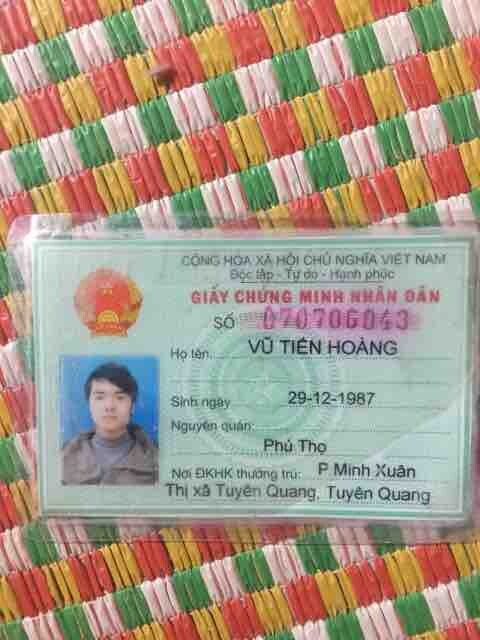 CỘNG HÒA XÃ HỘI CHỦ NGHĨA VIỆT NAM
Độc lập - Tự do - Hạnh phúc
GIẤY CHỨNG MINH NHÂN DÂN
SỐ 070706043
Họ tên: VŨ TIẾN HOÀNG
Sinh ngày 29-12-1987
Nguyên quán:
Phú Thọ
Nơi ĐKHK thường trú: P Minh Xuân
Thị xã Tuyên Quang, Tuyên Quang